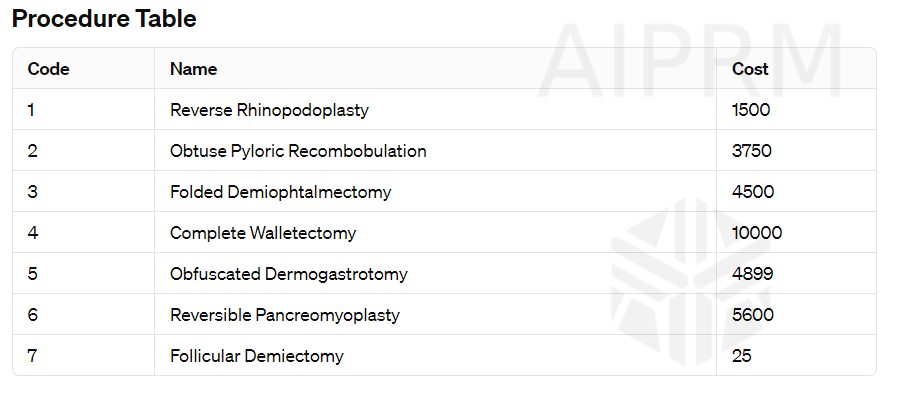 Procedure Table
AIPRM
Code Name Cost
1 Reverse Rhinopodoplasty 1500
2 Obtuse Pyloric Recombobulation 3750
3 Folded Demiophtalmectomy 4500
4 Complete Walletectomy 10000
5 Obfuscated Dermogastrotomy 4899
6 Reversible Pancreomyoplasty 5600
7 Follicular Demiectomy 25